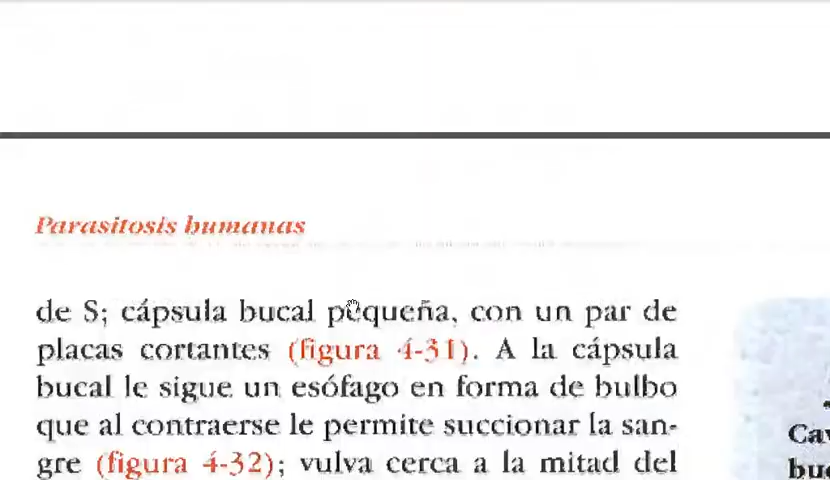 Parasitosis humanas
de S; cápsula bucal pequeña, con un par de
placas cortantes (figura 4-31). A la cápsula
bucal le sigue un esófago en forma de bulbo
que al contraerse le permite succionar la san-
gre (figura 4-32); vulva cerca a la mitad del